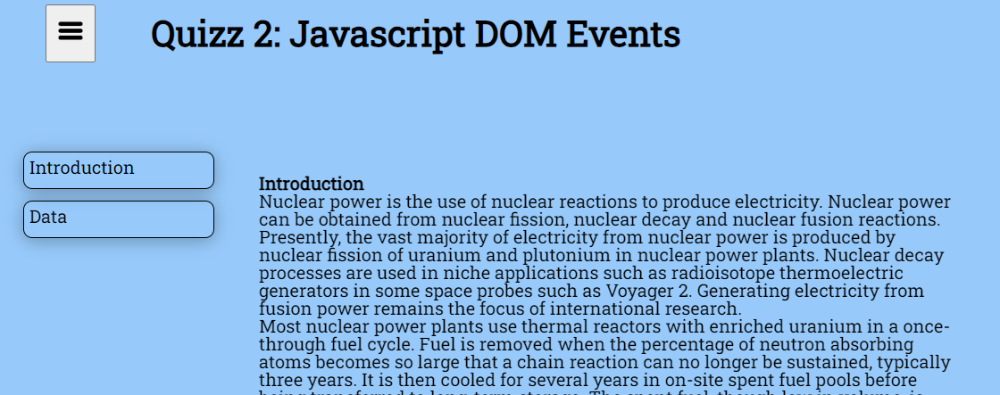 Quizz 2: Javascript DOM Events
Introduction
Data
Introduction
Nuclear power is the use of nuclear reactions to produce electricity. Nuclear power
can be obtained from nuclear fission, nuclear decay and nuclear fusion reactions.
Presently, the vast majority of electricity from nuclear power is produced by
nuclear fission of uranium and plutonium in nuclear power plants. Nuclear decay
processes are used in niche applications such as radioisotope thermoelectric
generators in some space probes such as Voyager 2. Generating electricity from
fusion power remains the focus of international research.
Most nuclear power plants use thermal reactors with enriched uranium in a once-
through fuel cycle. Fuel is removed when the percentage of neutron absorbing
atoms becomes so large that a chain reaction can no longer be sustained, typically
three years. It is then cooled for several years in on-site spent fuel pools before